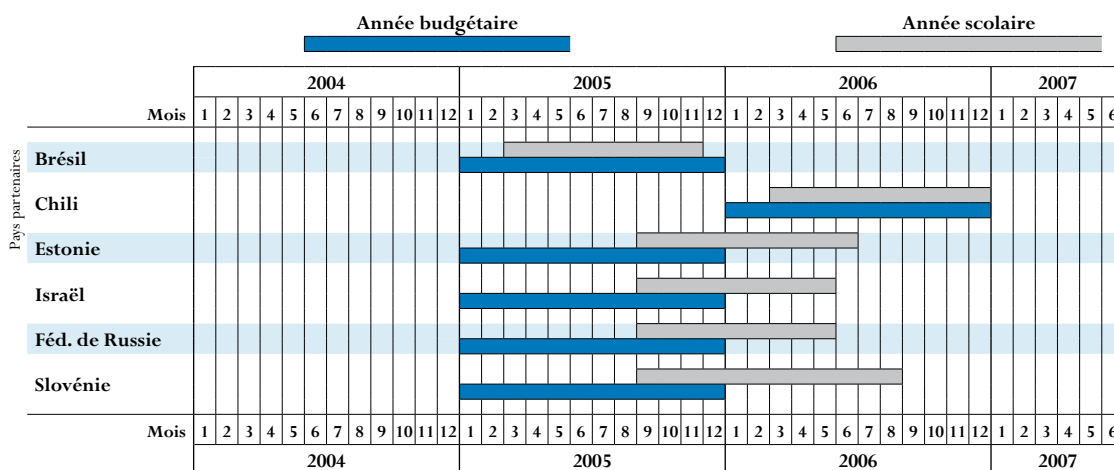 Année budgétaire Année scolaire
2004 2005 2006 2007
Mois 1 2 3 4 5 6 7 8 9 10 11 12 1 2 3 4 5 6 7 8 9 10 11 12 1 2 3 4 5 6 7 8 9 10 11 12 1 2 3 4 5 6
Pays partenaires
Brésil
Chili
Estonie
Israël
Féd. de Russie
Slovénie
Mois 1 2 3 4 5 6 7 8 9 10 11 12 1 2 3 4 5 6 7 8 9 10 11 12 1 2 3 4 5 6 7 8 9 10 11 12 1 2 3 4 5 6
2004 2005 2006 2007